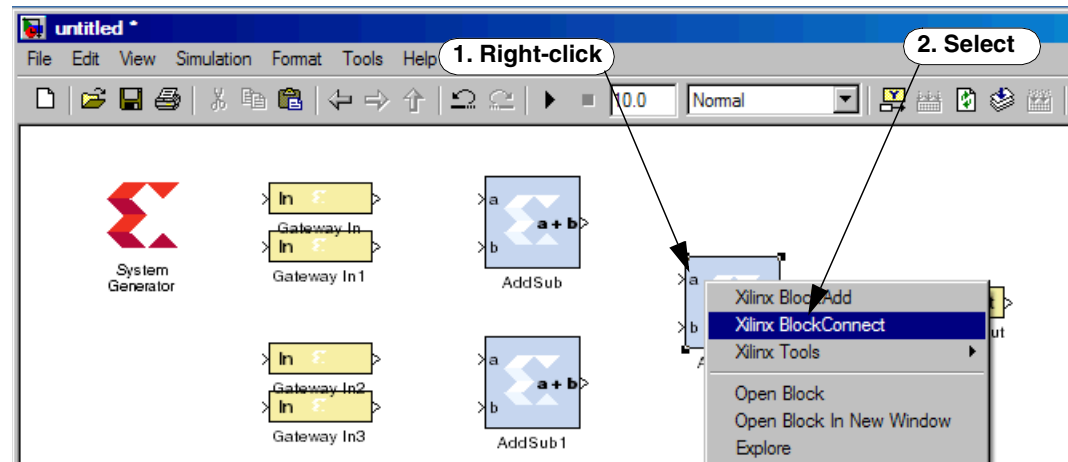 untitled *
File Edit View Simulation Format Tools Help
1. Right-click
2. Select
10.0 Normal
System
Generator
In
Gateway In
In
Gateway In1
a
b
a + b
AddSub
In
Gateway In2
In
Gateway In3
a
b
a + b
AddSub1
a
b
A
t
ut
Xilinx BlockAdd
Xilinx BlockConnect
Xilinx Tools
Open Block
Open Block In New Window
Explore